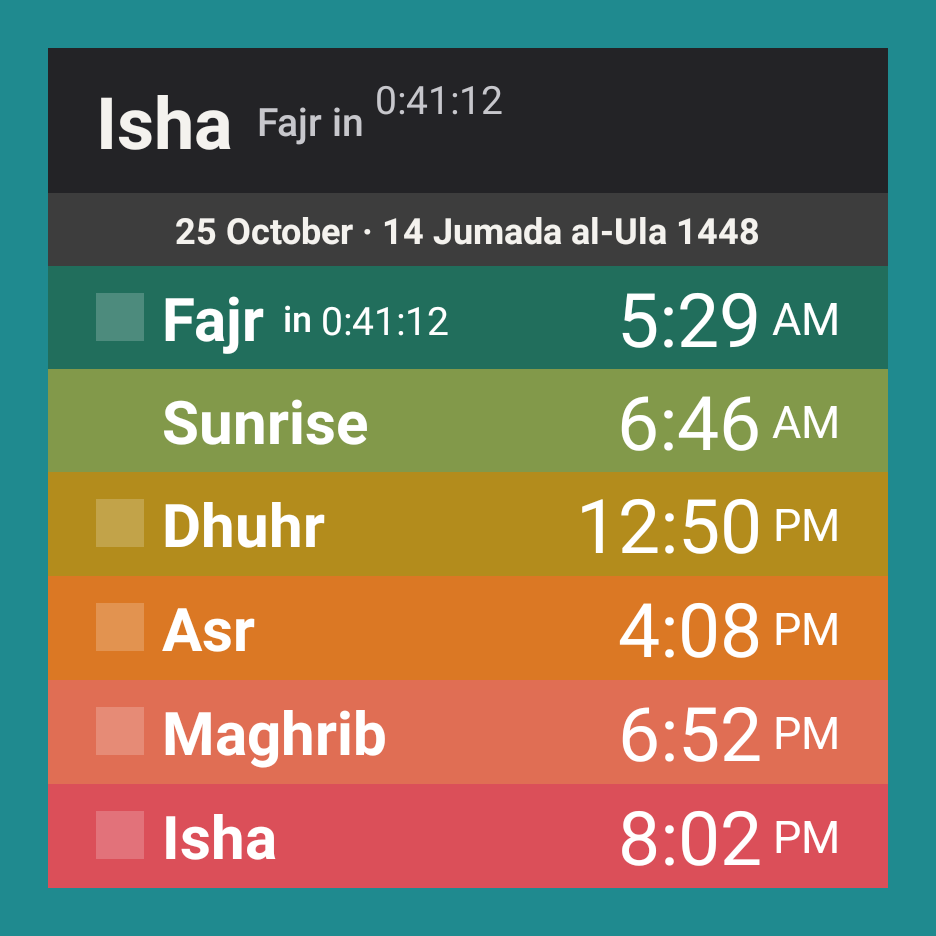 Isha Fajr in 0:41:12
25 October · 14 Jumada al-Ula 1448
Fajr in 0:41:12 5:29 AM
Sunrise 6:46 AM
Dhuhr 12:50 PM
Asr 4:08 PM
Maghrib 6:52 PM
Isha 8:02 PM